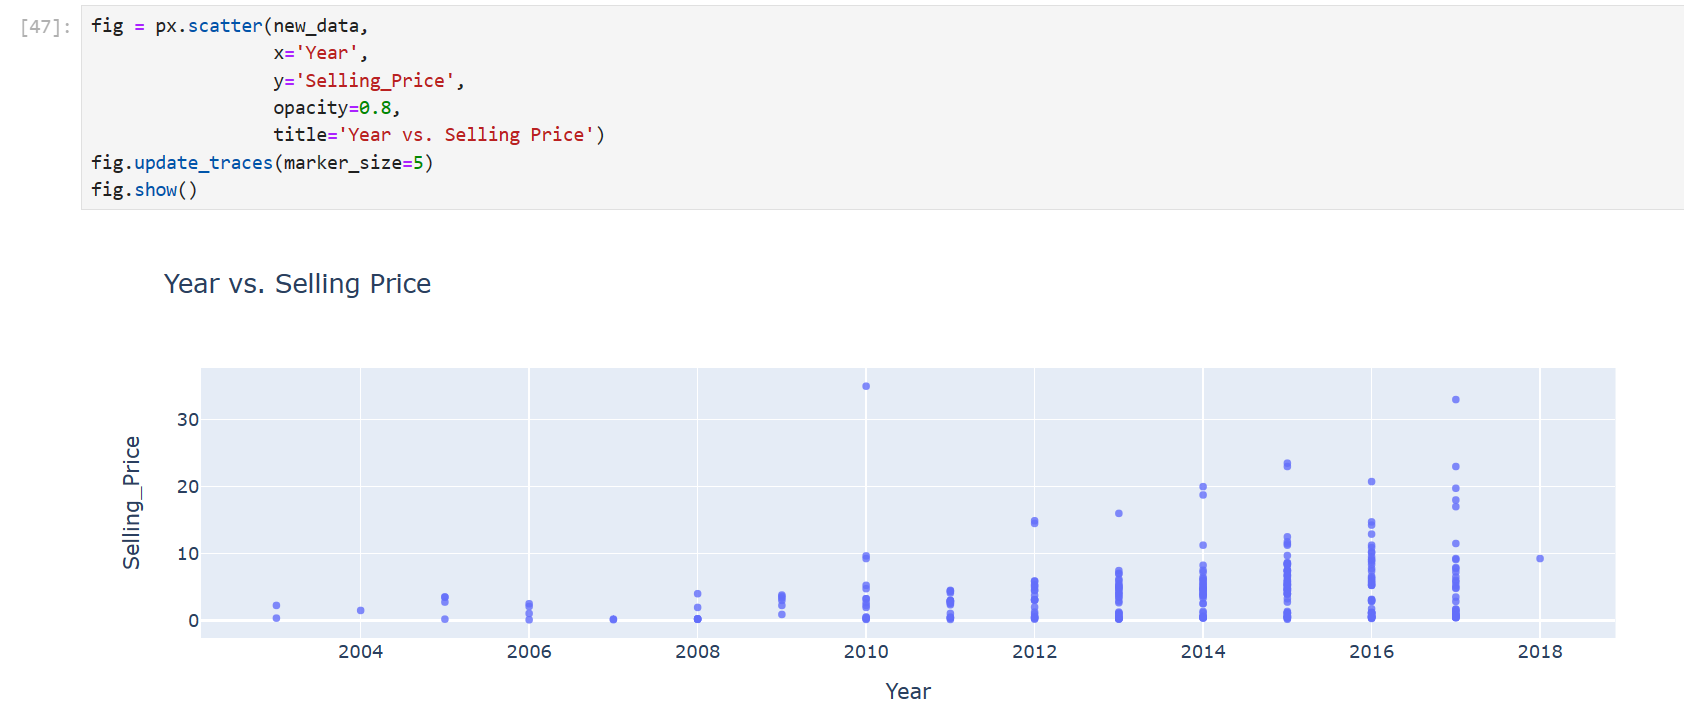 [47]:
fig = px.scatter(new_data,
x='Year',
y='Selling_Price',
opacity=0.8,
title='Year vs. Selling Price')
fig.update_traces(marker_size=5)
fig.show()
Year vs. Selling Price
30
20
10
0
Selling_Price
2004 2006 2008 2010 2012 2014 2016 2018
Year